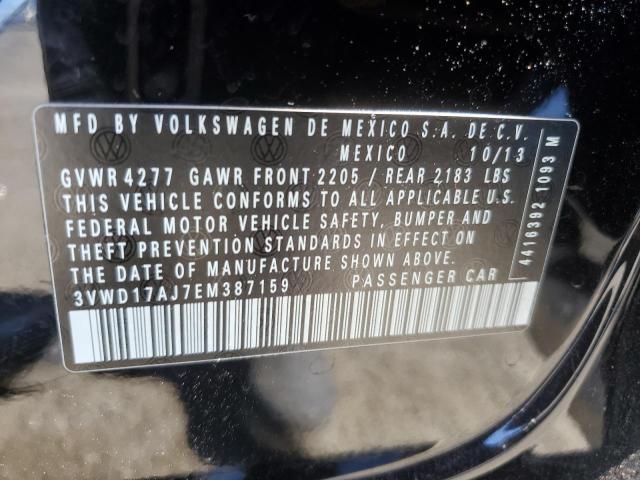 MFD BY VOLKSWAGEN DE MEXICO S.A. DE C.V.
MEXICO 10/13
GVWR 4277 GAWR FRONT 2205 / REAR 2183 LBS
THIS VEHICLE CONFORMS TO ALL APPLICABLE U.S.
FEDERAL MOTOR VEHICLE SAFETY, BUMPER AND
THEFT PREVENTION STANDARDS IN EFFECT ON
THE DATE OF MANUFACTURE SHOWN ABOVE.
3VWD17AJ7EM387159 PASSENGER CAR
4416392 1093 M